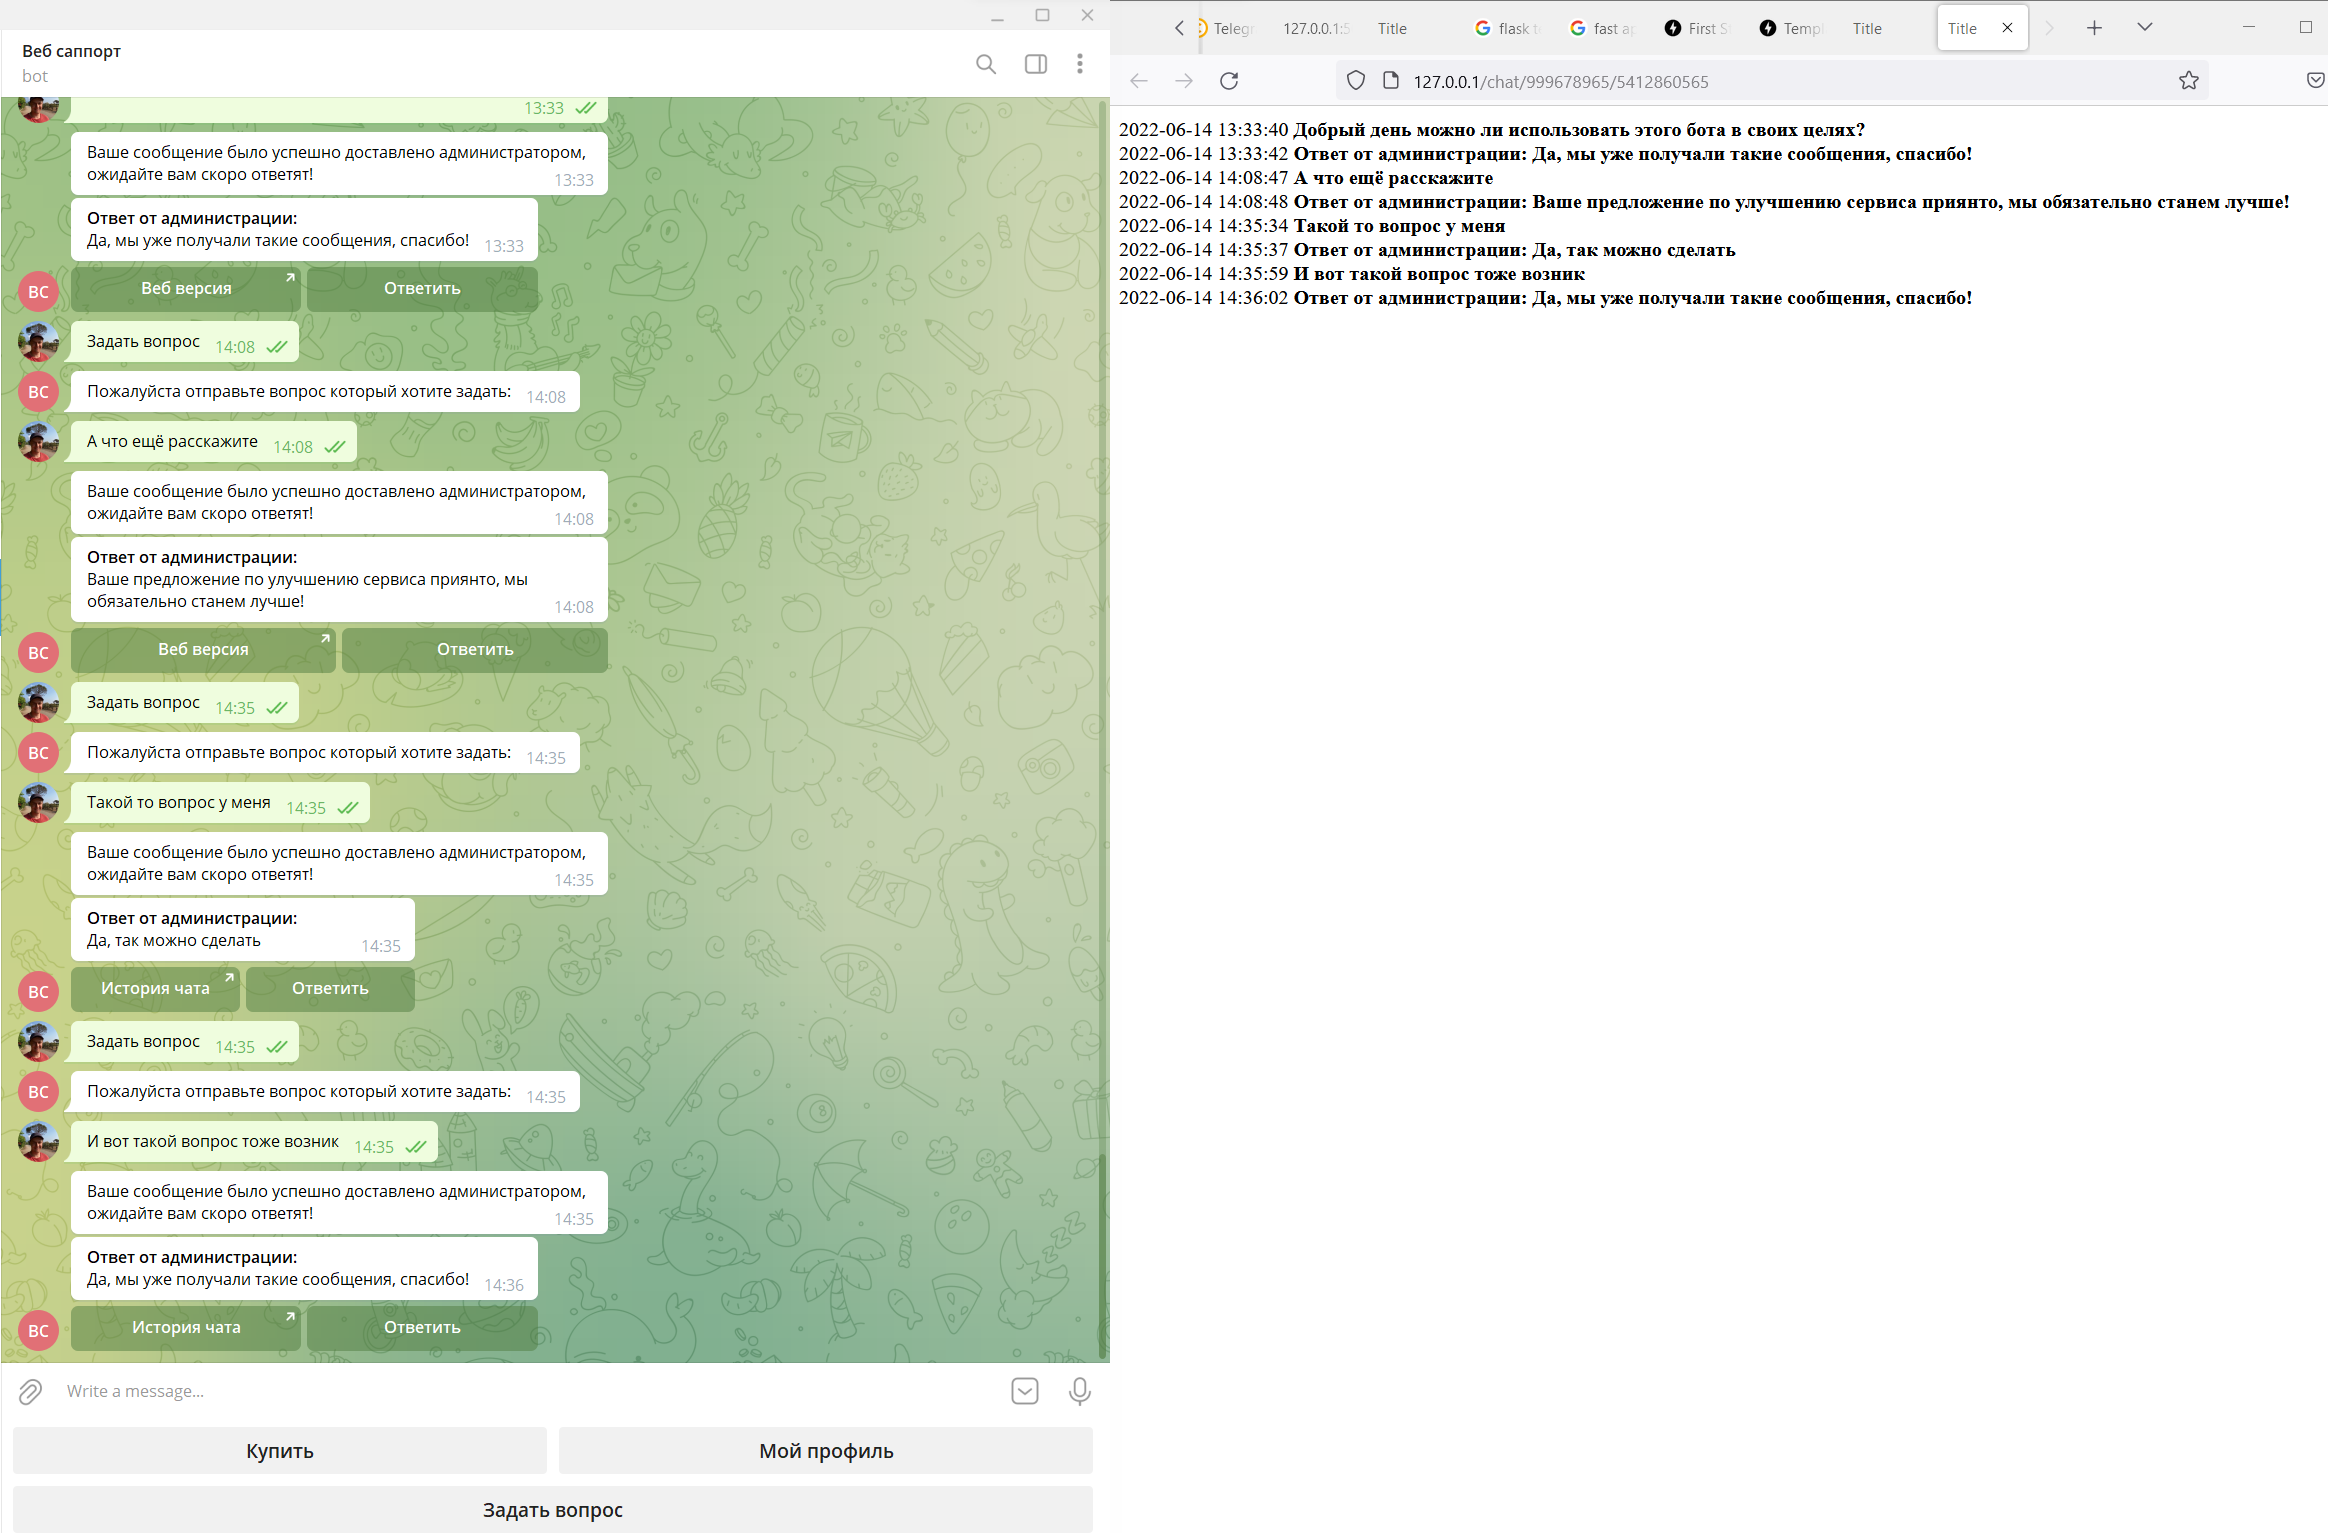 Веб саппорт
bot
13:33
Ваше сообщение было успешно доставлено администратором,
ожидайте вам скоро ответят!
13:33
Ответ от администрации:
Да, мы уже получали такие сообщения, спасибо! 13:33
ВС
Веб версия
Ответить
Задать вопрос 14:08
ВС
Пожалуйста отправьте вопрос который хотите задать: 14:08
А что ещё расскажите 14:08
Ваше сообщение было успешно доставлено администратором,
ожидайте вам скоро ответят!
14:08
Ответ от администрации:
Ваше предложение по улучшению сервиса приянто, мы
обязательно станем лучше!
14:08
ВС
Веб версия
Ответить
Задать вопрос 14:35
ВС
Пожалуйста отправьте вопрос который хотите задать: 14:35
Такой то вопрос у меня 14:35
Ваше сообщение было успешно доставлено администратором,
ожидайте вам скоро ответят!
14:35
Ответ от администрации:
Да, так можно сделать 14:35
ВС
История чата
Ответить
Задать вопрос 14:35
ВС
Пожалуйста отправьте вопрос который хотите задать: 14:35
И вот такой вопрос тоже возник 14:35
Ваше сообщение было успешно доставлено администратором,
ожидайте вам скоро ответят!
14:35
Ответ от администрации:
Да, мы уже получали такие сообщения, спасибо! 14:36
ВС
История чата
Ответить
Write a message...
Купить
Мой профиль
Задать вопрос
Telegr
127.0.0.1:5
Title
flask t
fast ap
First S
Templ
Title
Title
127.0.0.1/chat/999678965/5412860565
2022-06-14 13:33:40 Добрый день можно ли использовать этого бота в своих целях?
2022-06-14 13:33:42 Ответ от администрации: Да, мы уже получали такие сообщения, спасибо!
2022-06-14 14:08:47 А что ещё расскажите
2022-06-14 14:08:48 Ответ от администрации: Ваше предложение по улучшению сервиса приянто, мы обязательно станем лучше!
2022-06-14 14:35:34 Такой то вопрос у меня
2022-06-14 14:35:37 Ответ от администрации: Да, так можно сделать
2022-06-14 14:35:59 И вот такой вопрос тоже возник
2022-06-14 14:36:02 Ответ от администрации: Да, мы уже получали такие сообщения, спасибо!